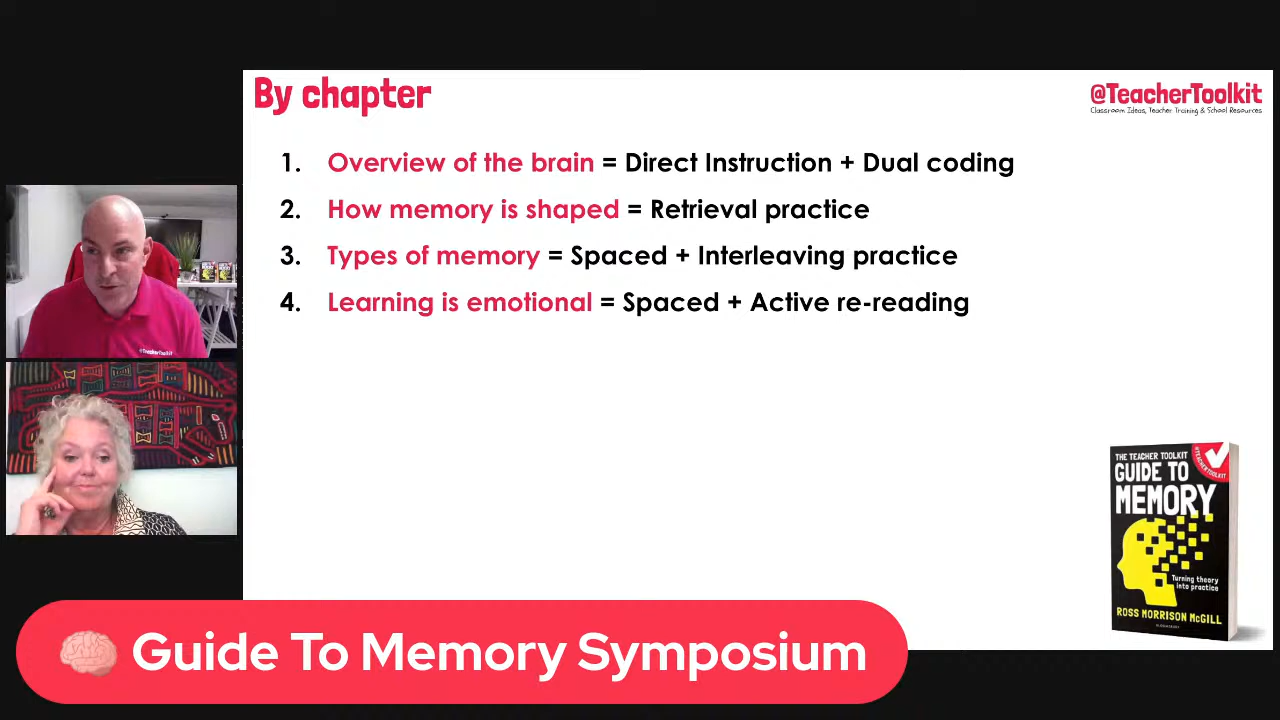 By chapter
@TeacherToolkit
Classroom Ideas, Teacher Training & School Resources
1. Overview of the brain = Direct Instruction + Dual coding
2. How memory is shaped = Retrieval practice
3. Types of memory = Spaced + Interleaving practice
4. Learning is emotional = Spaced + Active re-reading
@TeacherToolkit
THE TEACHER TOOLKIT
GUIDE TO
MEMORY
@TEACHERTOOLKIT
Turning theory
into practice
ROSS MORRISON McGILL
BLOOMSBURY
Guide To Memory Symposium